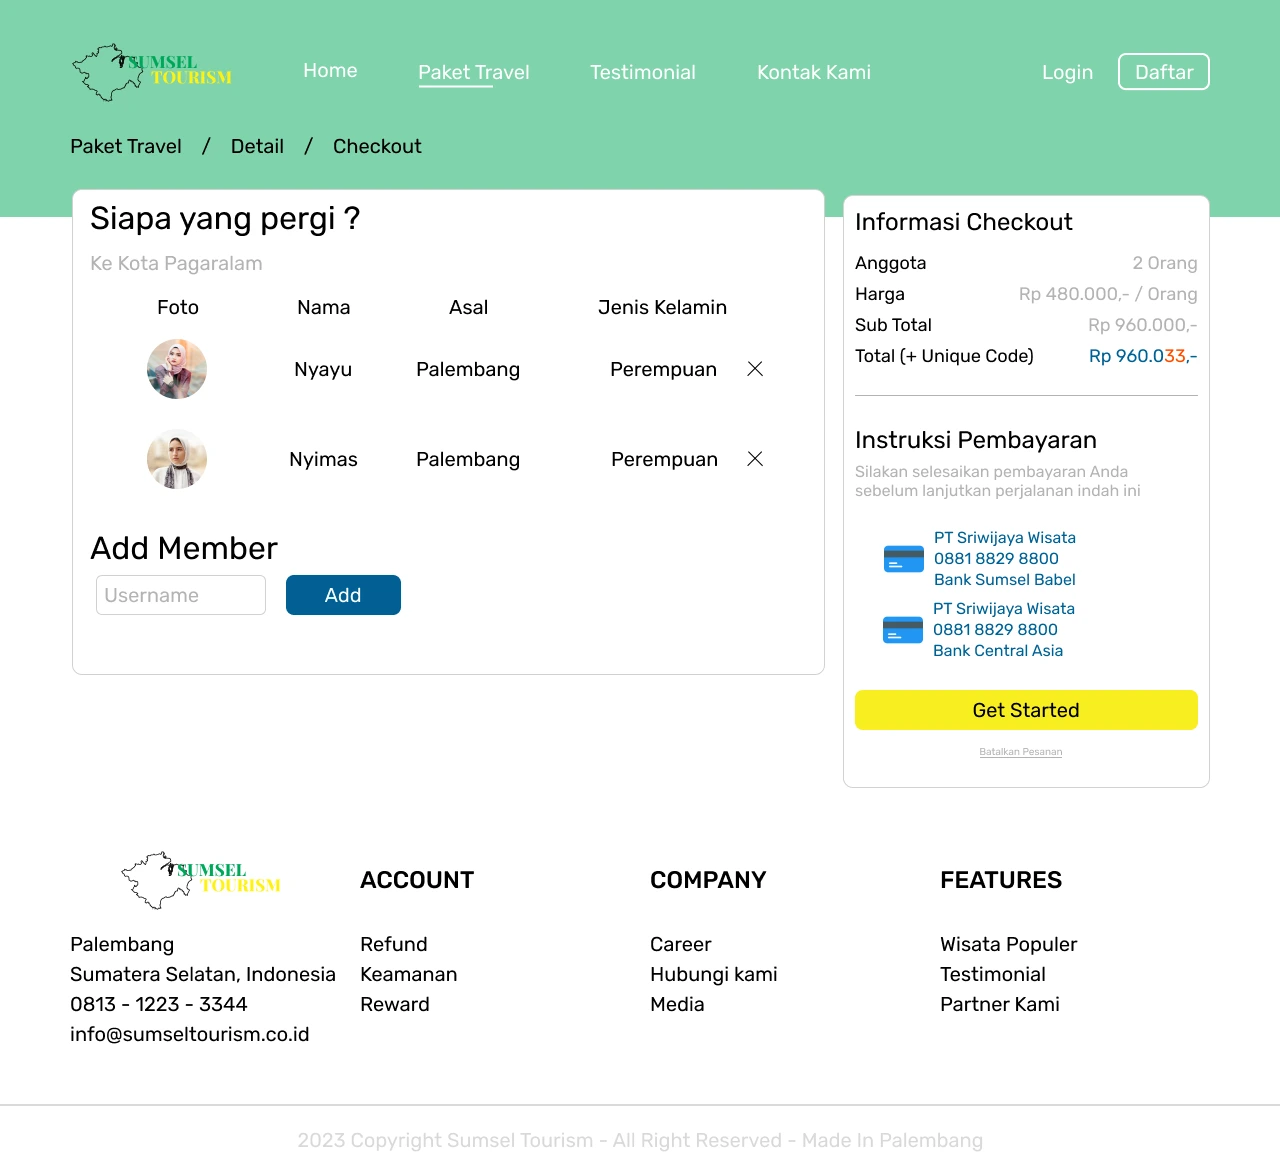 SUMSEL
TOURISM
Home Paket Travel Testimonial Kontak Kami Login Daftar
Paket Travel / Detail / Checkout
Siapa yang pergi ?
Ke Kota Pagaralam
Foto Nama Asal Jenis Kelamin
Nyayu Palembang Perempuan
Nyimas Palembang Perempuan
Add Member
Username Add
Informasi Checkout
Anggota 2 Orang
Harga Rp 480.000,- / Orang
Sub Total Rp 960.000,-
Total (+ Unique Code) Rp 960.033,-
Instruksi Pembayaran
Silakan selesaikan pembayaran Anda
sebelum lanjutkan perjalanan indah ini
PT Sriwijaya Wisata
0881 8829 8800
Bank Sumsel Babel
PT Sriwijaya Wisata
0881 8829 8800
Bank Central Asia
Get Started
Batalkan Pesanan
SUMSEL
TOURISM
Palembang
Sumatera Selatan, Indonesia
0813 - 1223 - 3344
info@sumseltourism.co.id
ACCOUNT
Refund
Keamanan
Reward
COMPANY
Career
Hubungi kami
Media
FEATURES
Wisata Populer
Testimonial
Partner Kami
2023 Copyright Sumsel Tourism - All Right Reserved - Made In Palembang